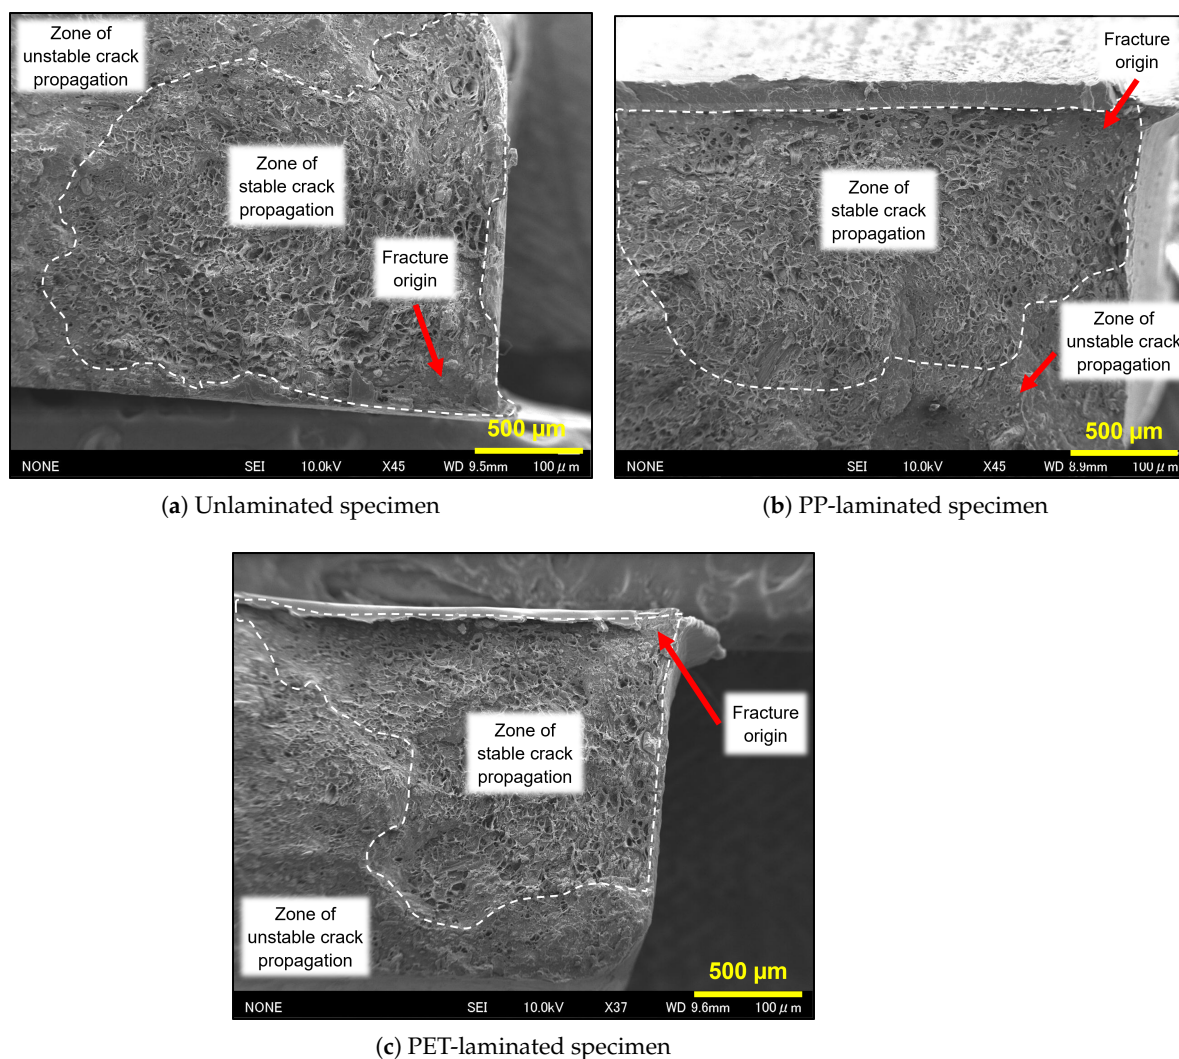 Zone of
unstable crack
propagation
Zone of
stable crack
propagation
Fracture
origin
500 µm
NONE SEI 10.0kV X45 WD 9.5mm 100μm
(a) Unlaminated specimen
Fracture
origin
Zone of
stable crack
propagation
Zone of
unstable crack
propagation
500 µm
NONE SEI 10.0kV X45 WD 8.9mm 100μm
(b) PP-laminated specimen
Zone of
stable crack
propagation
Fracture
origin
Zone of
unstable crack
propagation
500 µm
NONE SEI 10.0kV X37 WD 9.6mm 100μm
(c) PET-laminated specimen